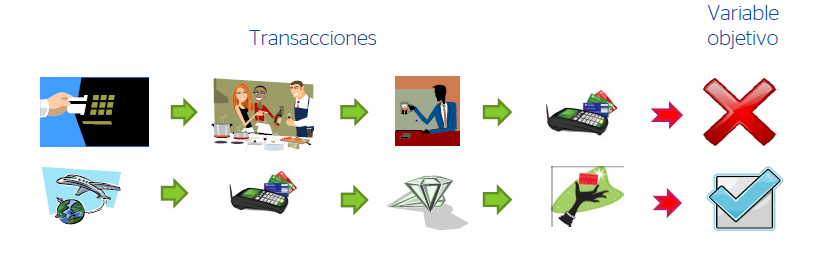 Variable
objetivo
Transacciones